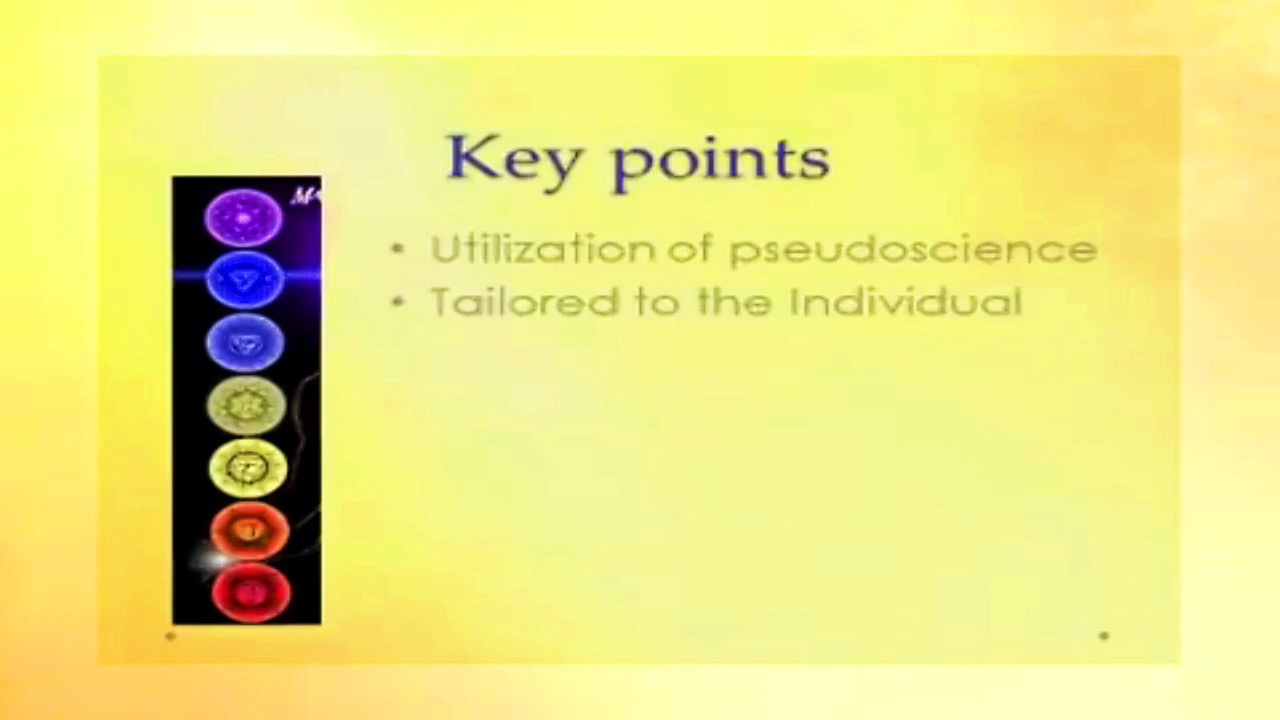 Key points
• Utilization of pseudoscience
• Tailored to the Individual